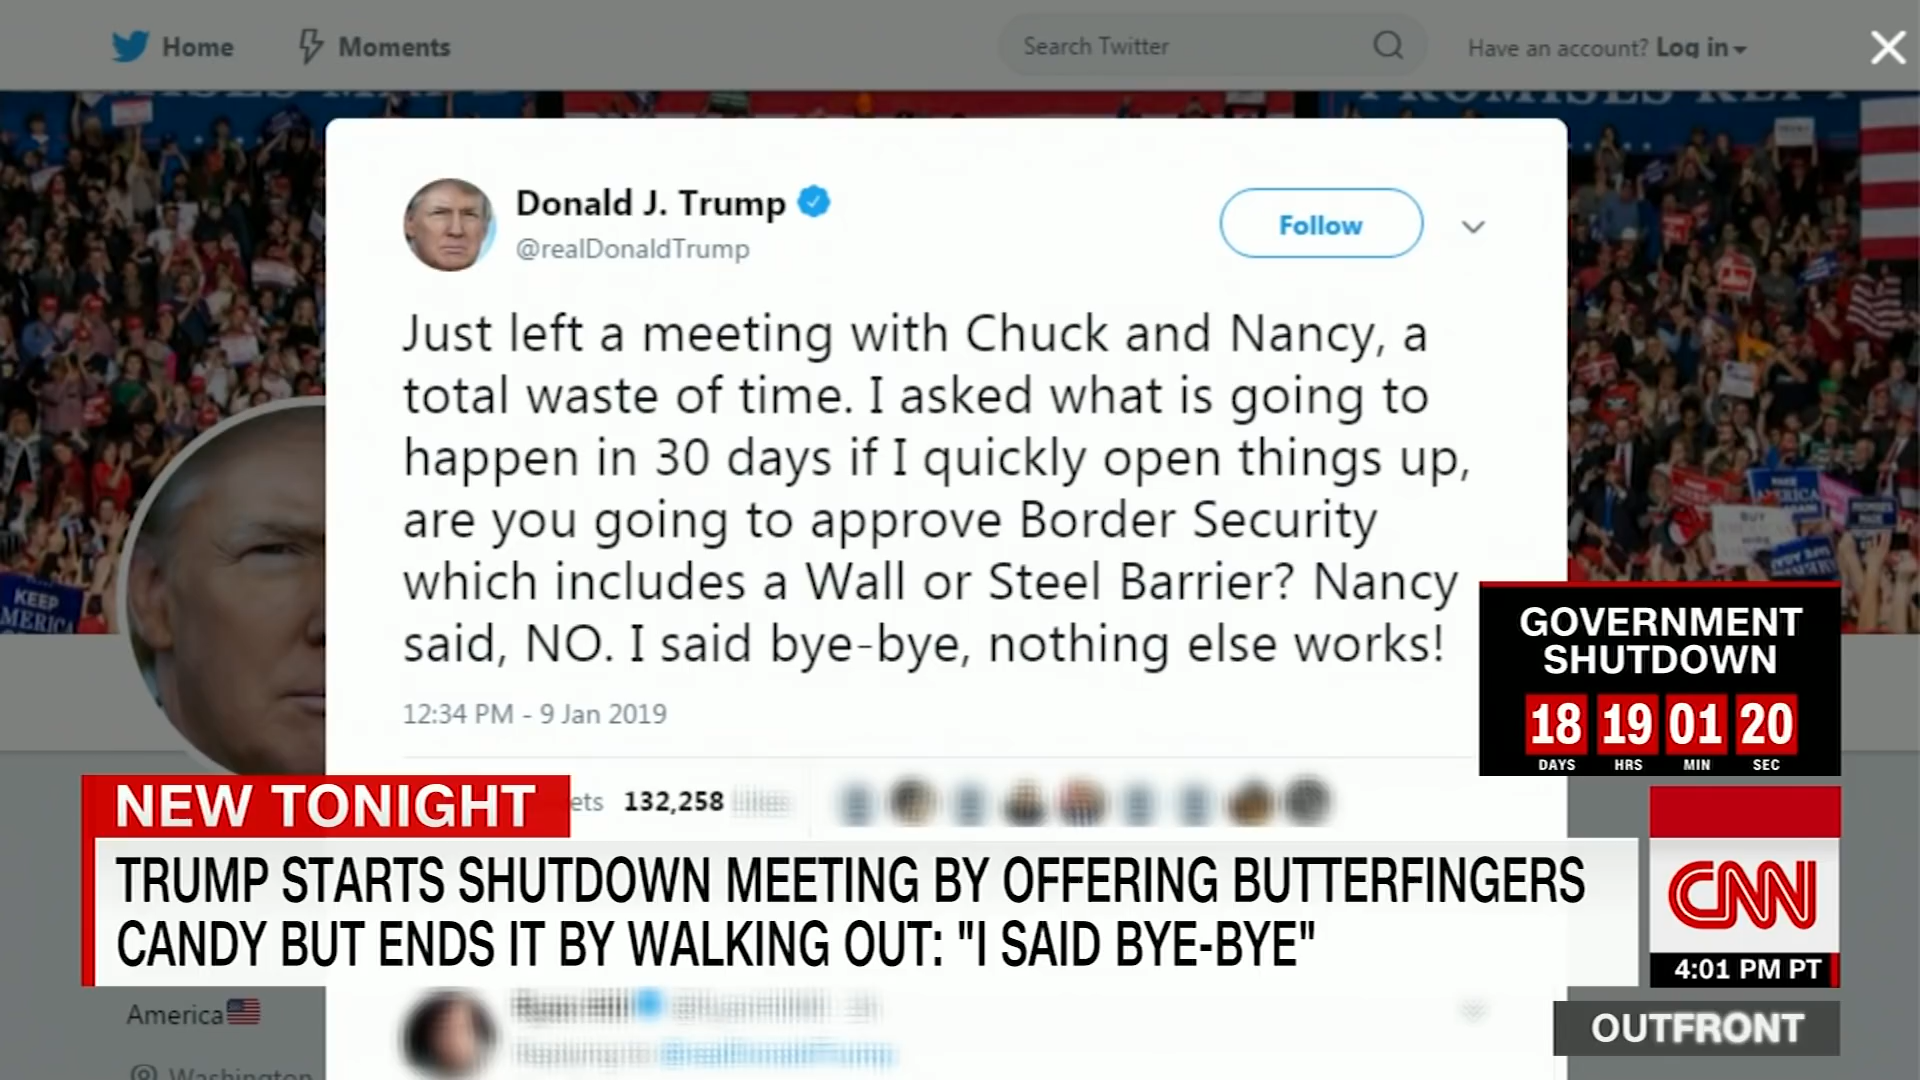 Home
Moments
Search Twitter
Have an account? Log in
Donald J. Trump
@realDonaldTrump
Follow
Just left a meeting with Chuck and Nancy, a
total waste of time. I asked what is going to
happen in 30 days if I quickly open things up,
are you going to approve Border Security
which includes a Wall or Steel Barrier? Nancy
said, NO. I said bye-bye, nothing else works!
12:34 PM - 9 Jan 2019
132,258
KEEP
GOVERNMENT
SHUTDOWN
18 19 01 20
DAYS HRS MIN SEC
NEW TONIGHT
TRUMP STARTS SHUTDOWN MEETING BY OFFERING BUTTERFINGERS
CANDY BUT ENDS IT BY WALKING OUT: "I SAID BYE-BYE"
CNN
4:01 PM PT
OUTFRONT
America
Washington
@realDonaldTrump